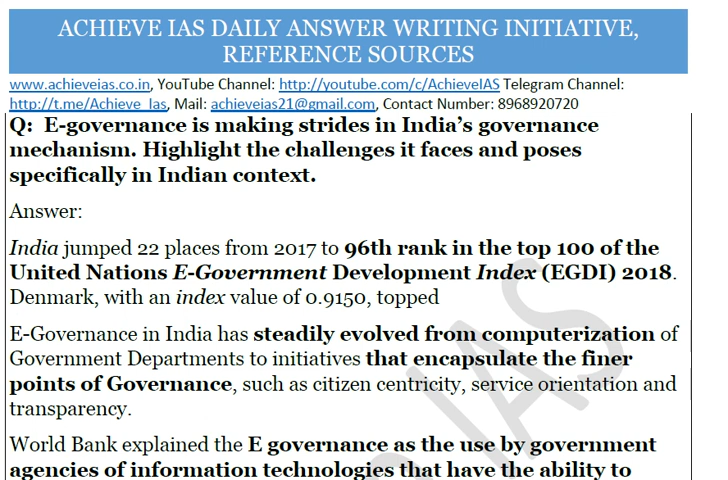 ACHIEVE IAS DAILY ANSWER WRITING INITIATIVE,
REFERENCE SOURCES
www.achieveias.co.in, YouTube Channel: http://youtube.com/c/AchieveIAS Telegram Channel:
http://t.me/Achieve_Ias, Mail: achieveias21@gmail.com, Contact Number: 8968920720
Q: E-governance is making strides in India’s governance
mechanism. Highlight the challenges it faces and poses
specifically in Indian context.
Answer:
India jumped 22 places from 2017 to 96th rank in the top 100 of the
United Nations E-Government Development Index (EGDI) 2018.
Denmark, with an index value of 0.9150, topped
E-Governance in India has steadily evolved from computerization of
Government Departments to initiatives that encapsulate the finer
points of Governance, such as citizen centricity, service orientation and
transparency.
World Bank explained the E governance as the use by government
agencies of information technologies that have the ability to
IAS